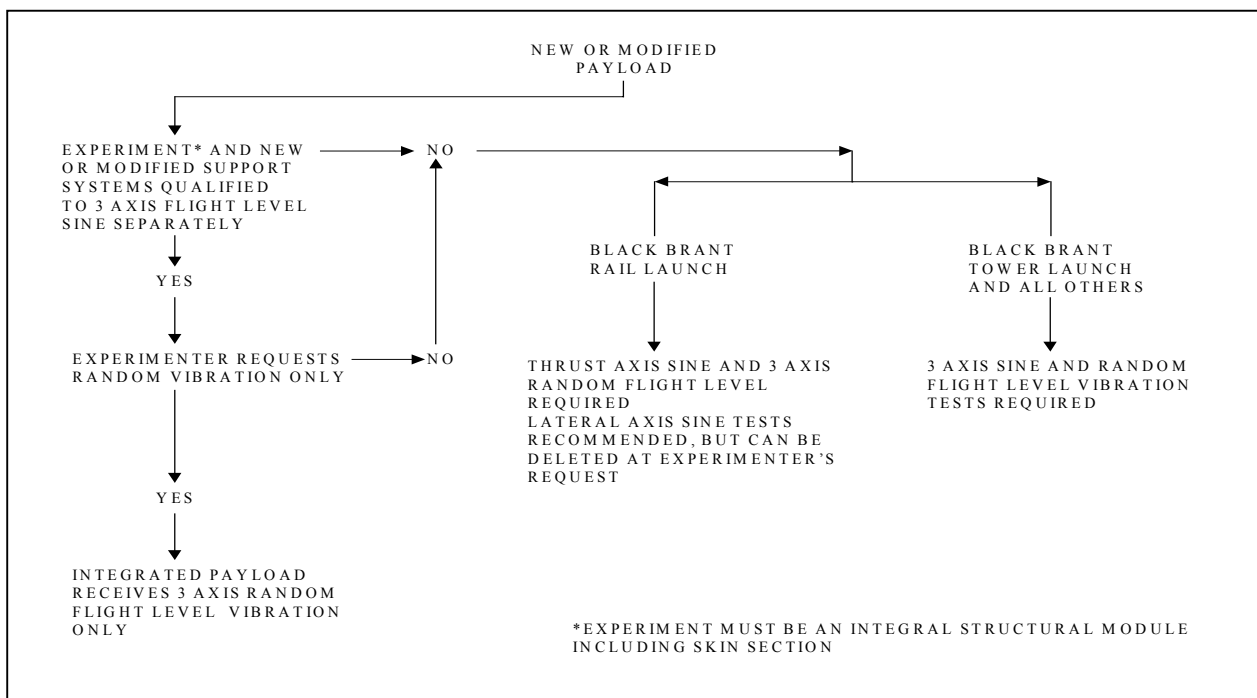 NEW OR MODIFIED
PAYLOAD
EXPERIMENT* AND NEW
OR MODIFIED SUPPORT
SYSTEMS QUALIFIED
TO 3 AXIS FLIGHT LEVEL
SINE SEPARATELY
NO
YES
EXPERIMENTER REQUESTS
RANDOM VIBRATION ONLY
NO
YES
INTEGRATED PAYLOAD
RECEIVES 3 AXIS RANDOM
FLIGHT LEVEL VIBRATION
ONLY
BLACK BRANT
RAIL LAUNCH
THRUST AXIS SINE AND 3 AXIS
RANDOM FLIGHT LEVEL
REQUIRED
LATERAL AXIS SINE TESTS
RECOMMENDED, BUT CAN BE
DELETED AT EXPERIMENTER'S
REQUEST
BLACK BRANT
TOWER LAUNCH
AND ALL OTHERS
3 AXIS SINE AND RANDOM
FLIGHT LEVEL VIBRATION
TESTS REQUIRED
*EXPERIMENT MUST BE AN INTEGRAL STRUCTURAL MODULE
INCLUDING SKIN SECTION